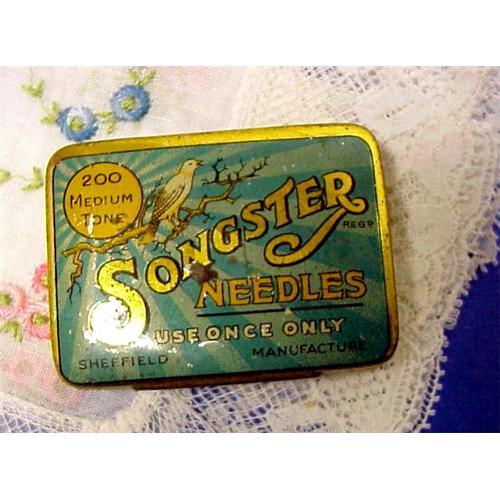 200
MEDIUM
TONE
SONGSTER
REGD
NEEDLES
USE ONCE ONLY
SHEFFIELD MANUFACTURE